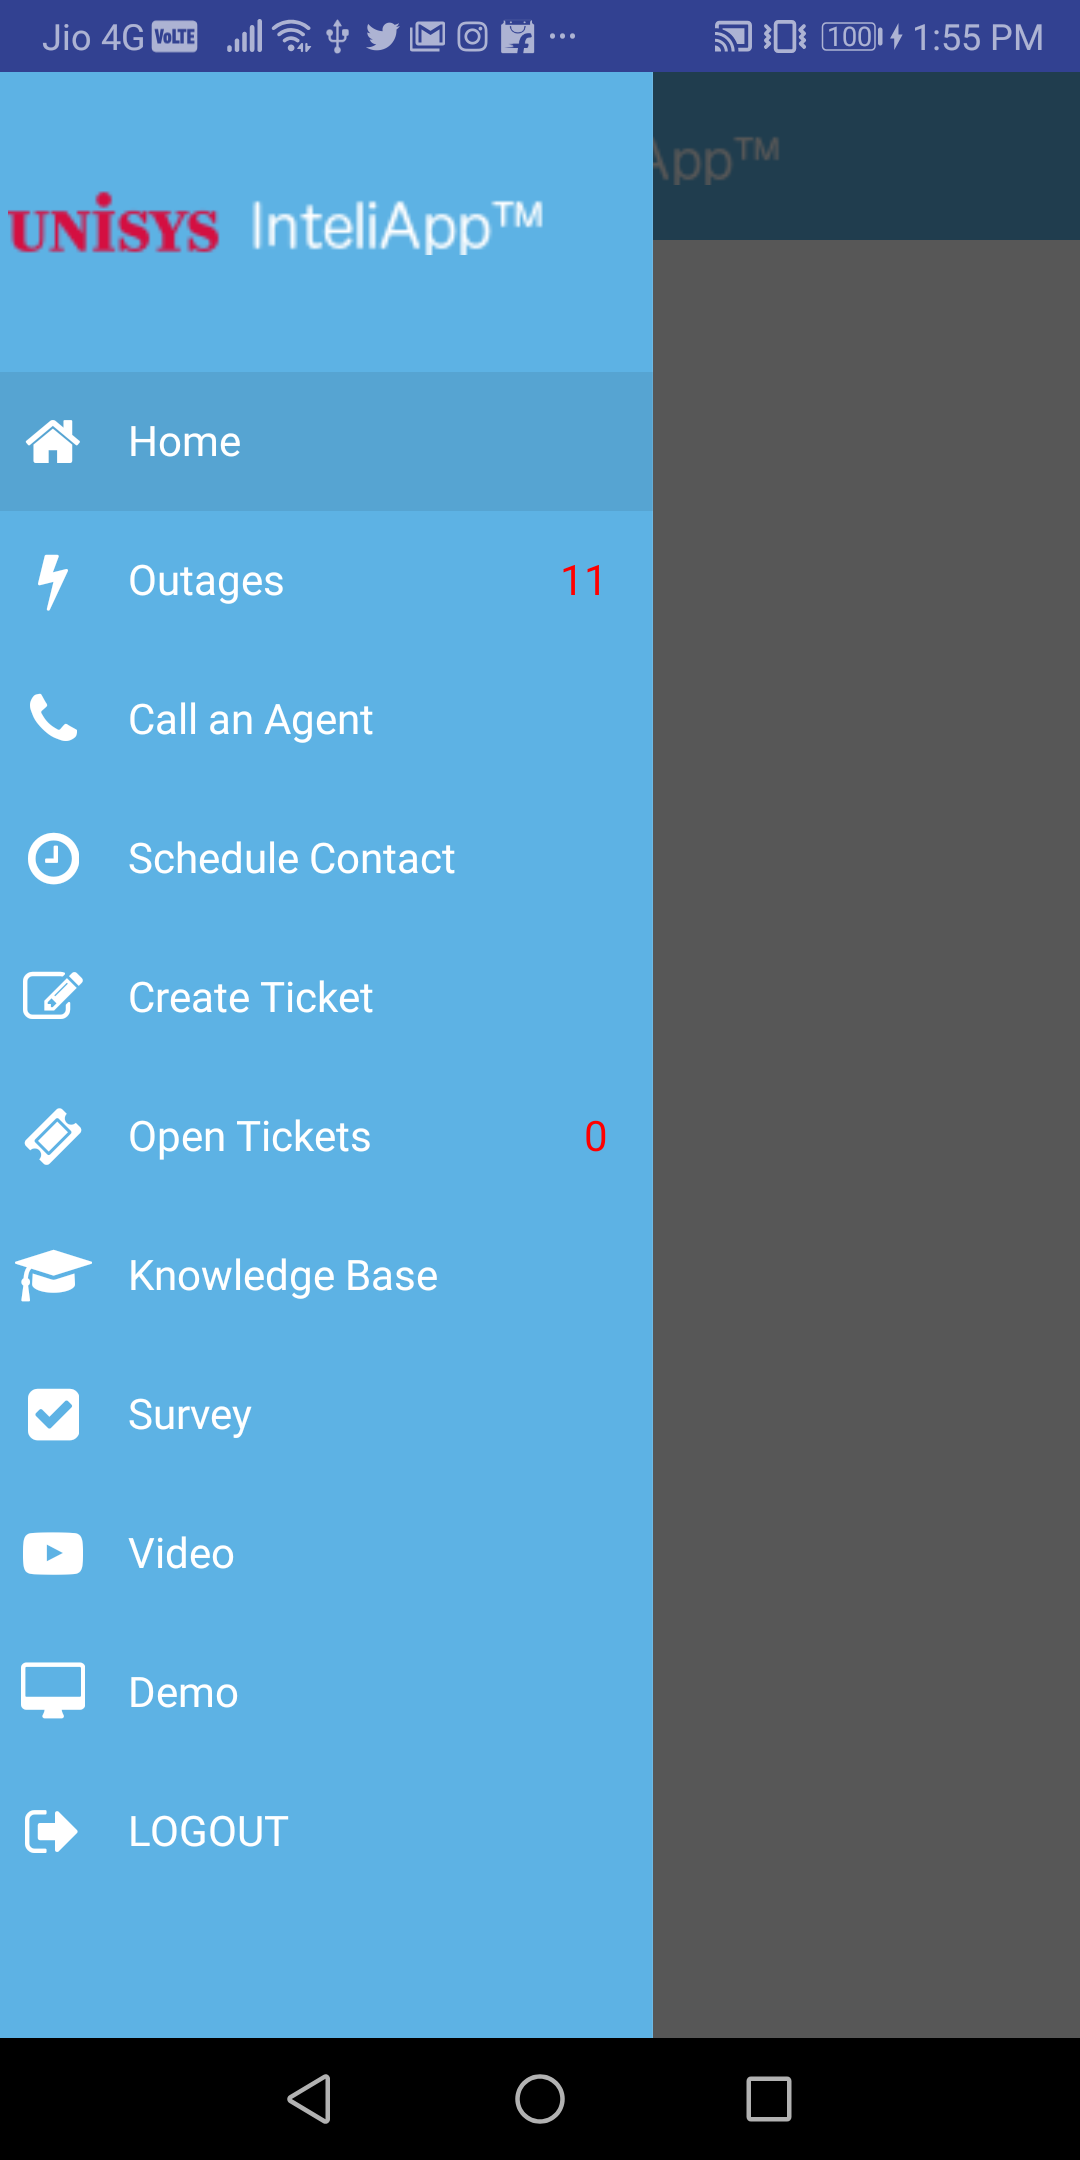 Jio 4G VoLTE 100 1:55 PM
UNiSYS InteliApp™
App™
Home
Outages 11
Call an Agent
Schedule Contact
Create Ticket
Open Tickets 0
Knowledge Base
Survey
Video
Demo
LOGOUT